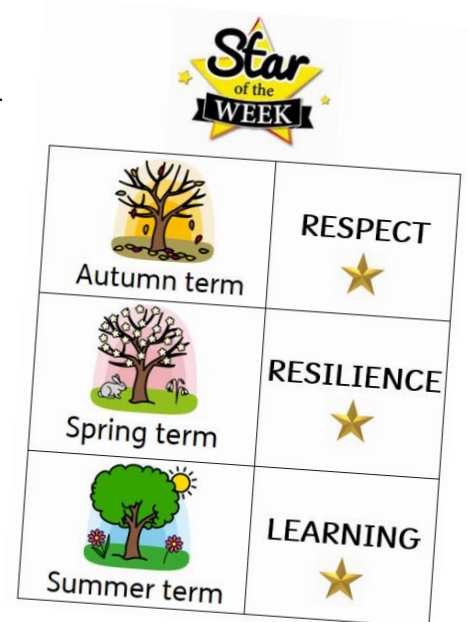 Star
of the
WEEK
Autumn term
RESPECT
Spring term
RESILIENCE
Summer term
LEARNING